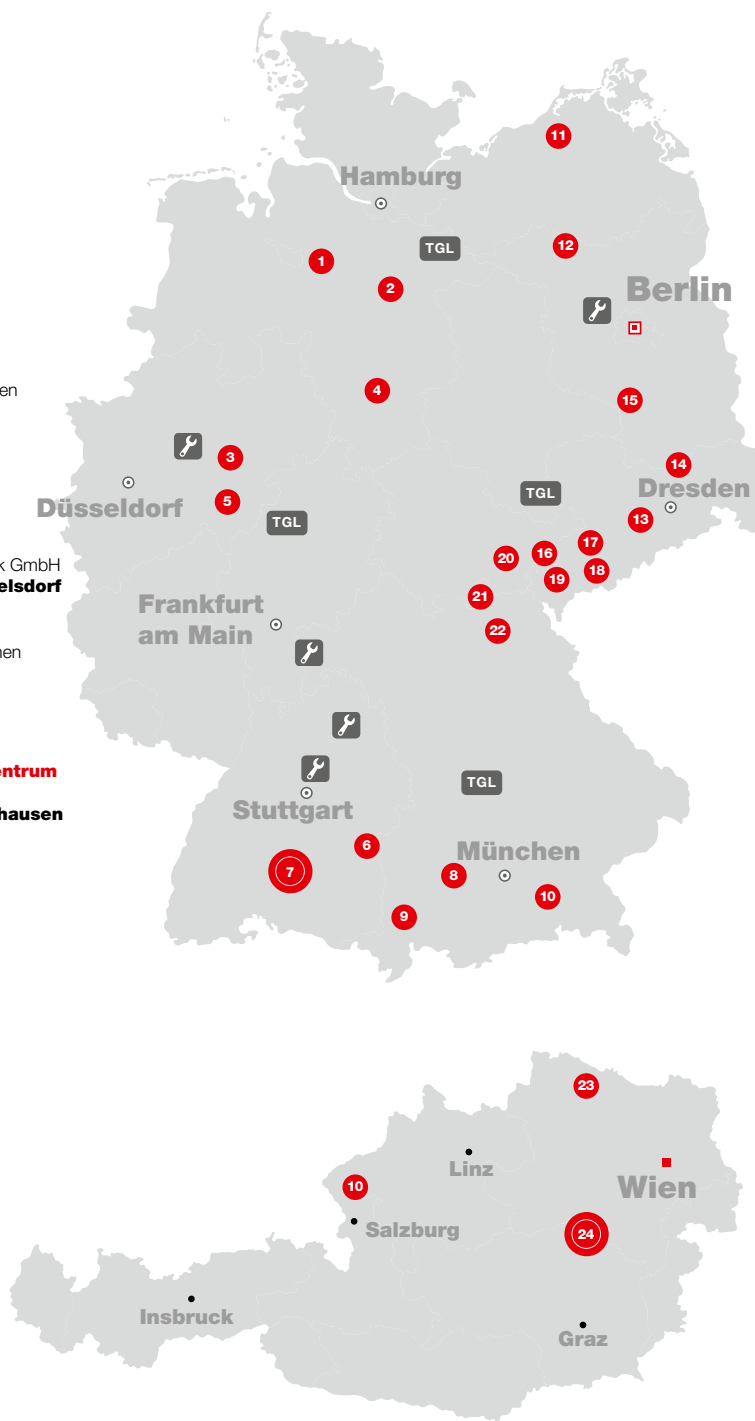 11
Hamburg
TGL
12
1
2
Berlin
4
en
15
3
14
TGL
Dresden
5
Düsseldorf
13
TGL
17
16
20
k GmbH
18
19
elsdorf
21
Frankfurt
am Main
22
nen
entrum
TGL
Stuttgart
hausen
6
München
7
8
10
9
23
Linz
10
Wien
Salzburg
24
Insbruck
Graz